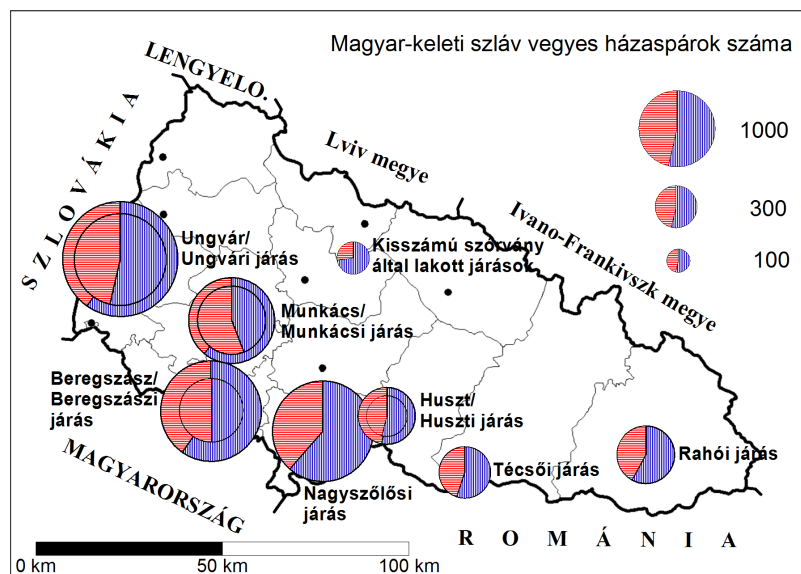 Magyar-keleti szláv vegyes házaspárok száma
1000
300
100
LENGYELO.
SZLOVÁKIA
Lviv megye
Ivano-Frankivszk megye
Ungvár/
Ungvári járás
Kisszámú szórvány
által lakott járások
Munkács/
Munkácsi járás
Beregszász/
Beregszászi
járás
Huszt/
Huszti járás
Nagyszőlősi
járás
Técsői járás
Rahói járás
MAGYARORSZÁG
ROMÁNIA
0 km
50 km
100 km